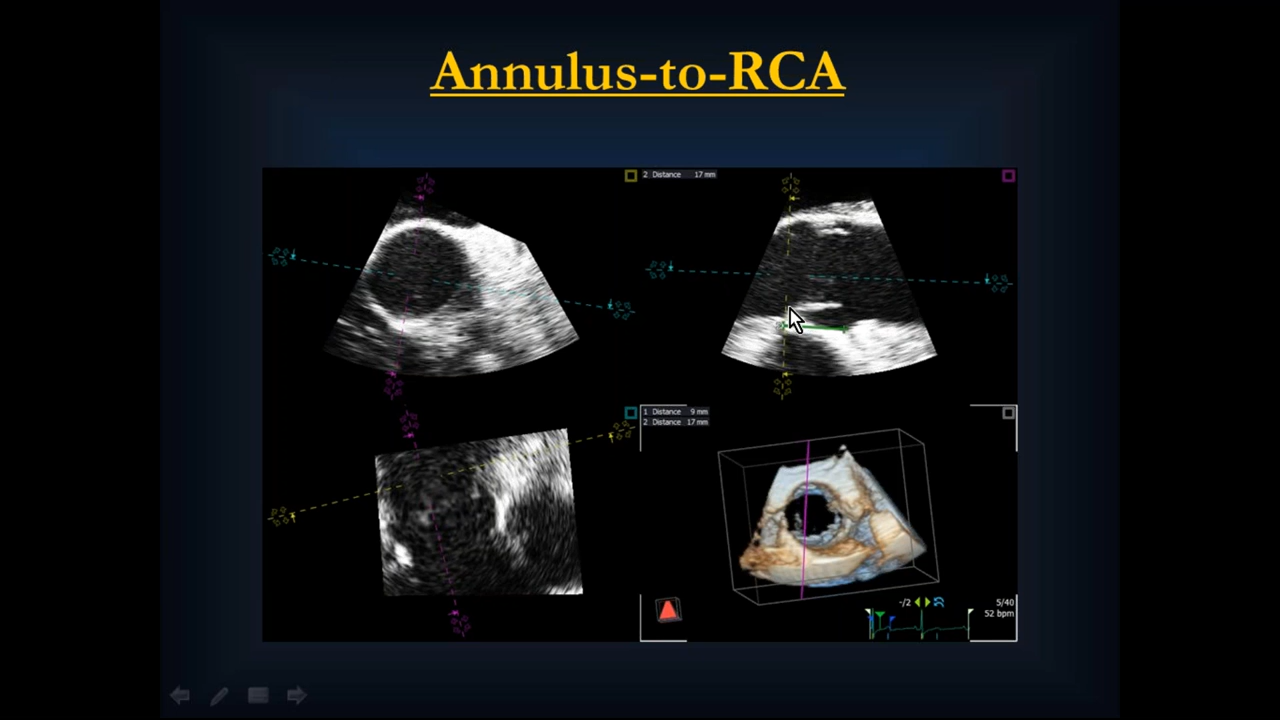 Annulus-to-RCA
2 Distance 17 mm
1 Distance 9 mm
2 Distance 17 mm
-/2
5/40
52 bpm